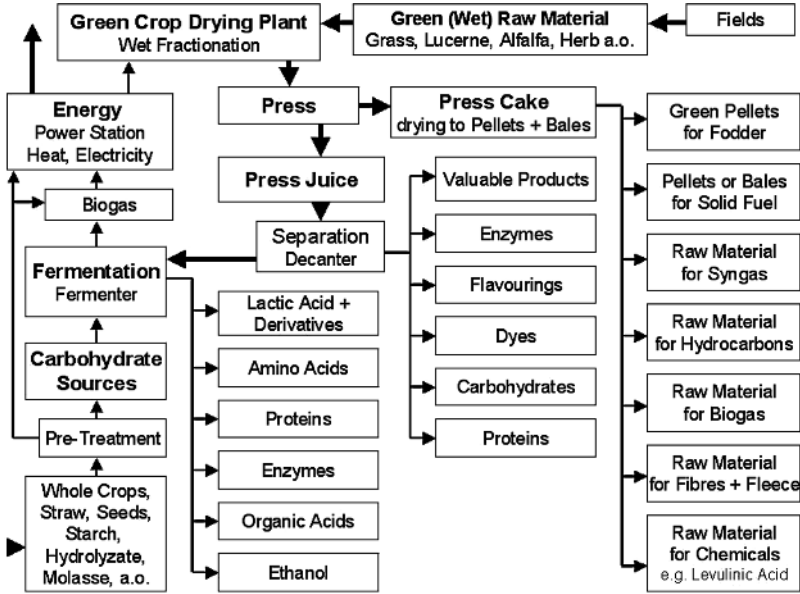 Green Crop Drying Plant
Wet Fractionation
Green (Wet) Raw Material
Grass, Lucerne, Alfalfa, Herb a.o.
Fields
Energy
Power Station
Heat, Electricity
Press
Press Cake
drying to Pellets + Bales
Green Pellets
for Fodder
Press Juice
Valuable Products
Pellets or Bales
for Solid Fuel
Biogas
Separation
Decanter
Enzymes
Raw Material
for Syngas
Fermentation
Fermenter
Flavourings
Lactic Acid +
Derivatives
Dyes
Raw Material
for Hydrocarbons
Carbohydrate
Sources
Amino Acids
Carbohydrates
Raw Material
for Biogas
Pre-Treatment
Proteins
Proteins
Enzymes
Raw Material
for Fibres + Fleece
Whole Crops,
Straw, Seeds,
Starch,
Hydrolyzate,
Molasse, a.o.
Organic Acids
Ethanol
Raw Material
for Chemicals
e.g. Levulinic Acid